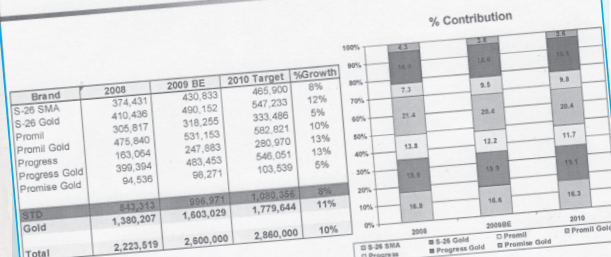 % Contribution
Brand 2008 2009 BE 2010 Target %Growth
S-26 SMA 374,431 430,833 465,900 8%
S-26 Gold 410,436 490,152 547,233 12%
Promil 305,817 318,255 333,486 5%
Promil Gold 475,840 531,153 582,821 10%
Progress 163,064 247,883 280,970 13%
Progress Gold 399,394 483,453 546,051 13%
Promise Gold 94,536 98,271 103,539 5%
STD 843,313 996,971 1,080,356 8%
Gold 1,380,207 1,603,029 1,779,644 11%
Total 2,223,519 2,600,000 2,860,000 10%
100% 4.3 3.8 3.6
90%
80% 7.3 9.5 9.8
70%
60% 21.4 20.4 20.4
50%
40% 13.8 12.2 11.7
30%
20%
10% 16.8 16.6 16.3
0%
2008 2009BE 2010
S-26 SMA S-26 Gold Promil Promil Gold
Progress Progress Gold Promise Gold